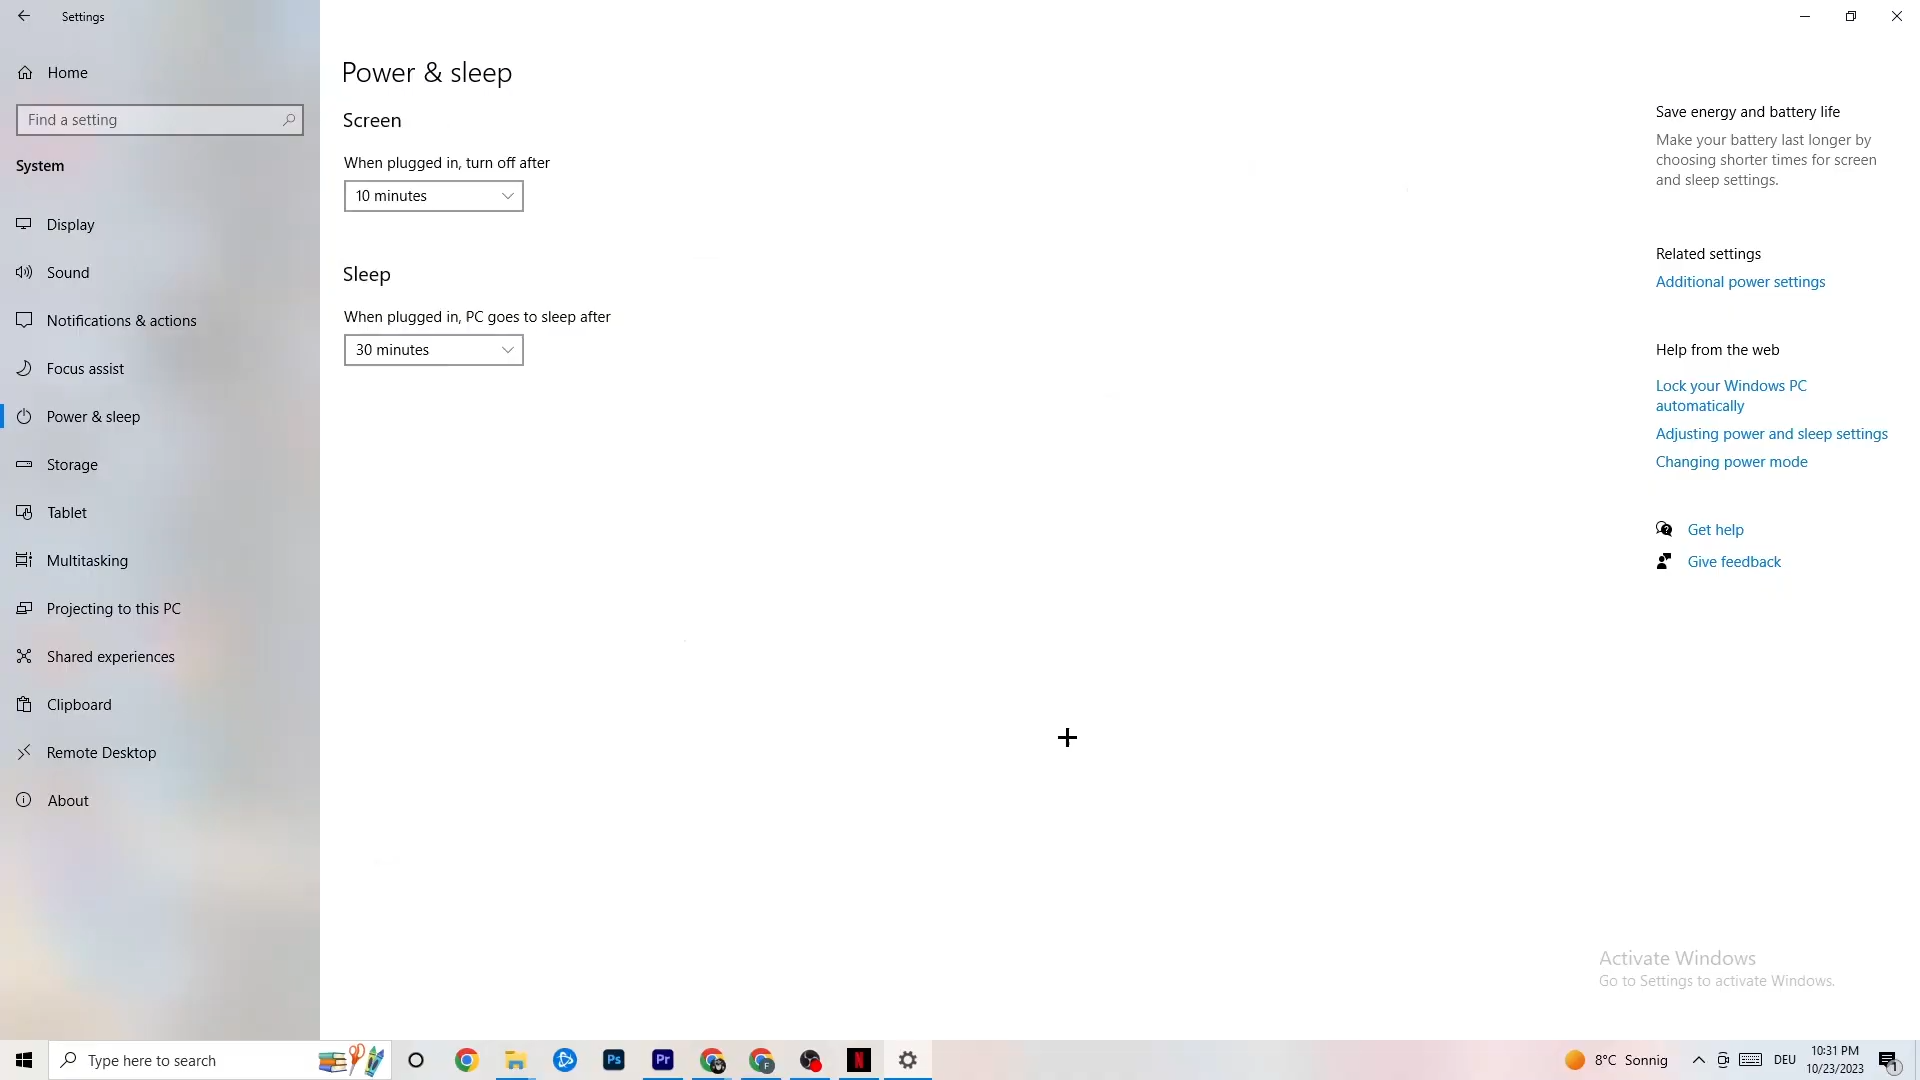 Settings
Home
Find a setting
System
Display
Sound
Notifications & actions
Focus assist
Power & sleep
Storage
Tablet
Multitasking
Projecting to this PC
Shared experiences
Clipboard
Remote Desktop
About
Power & sleep
Screen
When plugged in, turn off after
10 minutes
Sleep
When plugged in, PC goes to sleep after
30 minutes
Save energy and battery life
Make your battery last longer by
choosing shorter times for screen
and sleep settings.
Related settings
Additional power settings
Help from the web
Lock your Windows PC
automatically
Adjusting power and sleep settings
Changing power mode
Get help
Give feedback
Activate Windows
Go to Settings to activate Windows.
Type here to search
Ps
Pr
F
N
8°C Sonnig
DEU
10:31 PM
10/23/2023
1